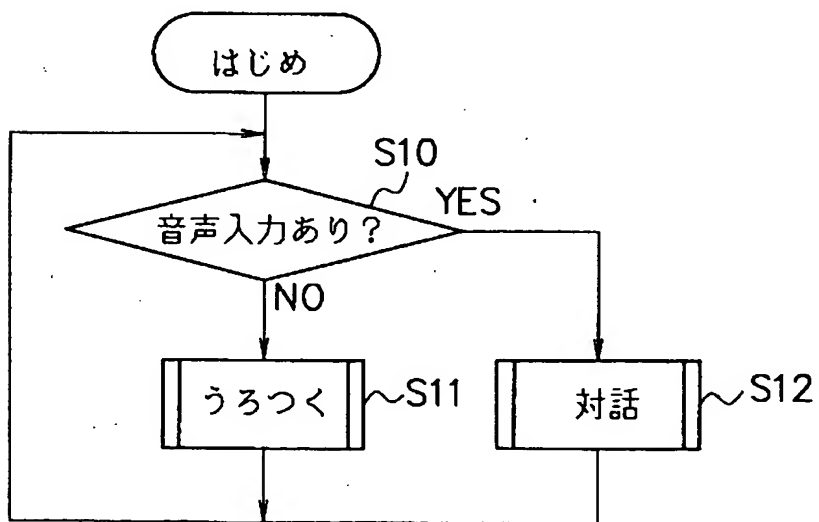 はじめ
S10
音声入力あり?
YES
NO
うろつく
S11
対話
S12